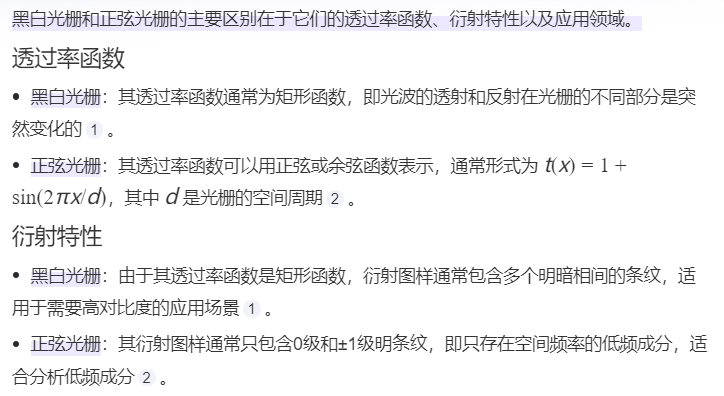 黑白光栅和正弦光栅的主要区别在于它们的透过率函数、衍射特性以及应用领域。
透过率函数
• 黑白光栅：其透过率函数通常为矩形函数，即光波的透射和反射在光栅的不同部分是突
然变化的 1 。
• 正弦光栅：其透过率函数可以用正弦或余弦函数表示，通常形式为 t(x) = 1 +
sin(2πx/d)，其中 d 是光栅的空间周期 2 。
衍射特性
• 黑白光栅：由于其透过率函数是矩形函数，衍射图样通常包含多个明暗相间的条纹，适
用于需要高对比度的应用场景 1 。
• 正弦光栅：其衍射图样通常只包含0级和±1级明条纹，即只存在空间频率的低频成分，适
合分析低频成分 2 。